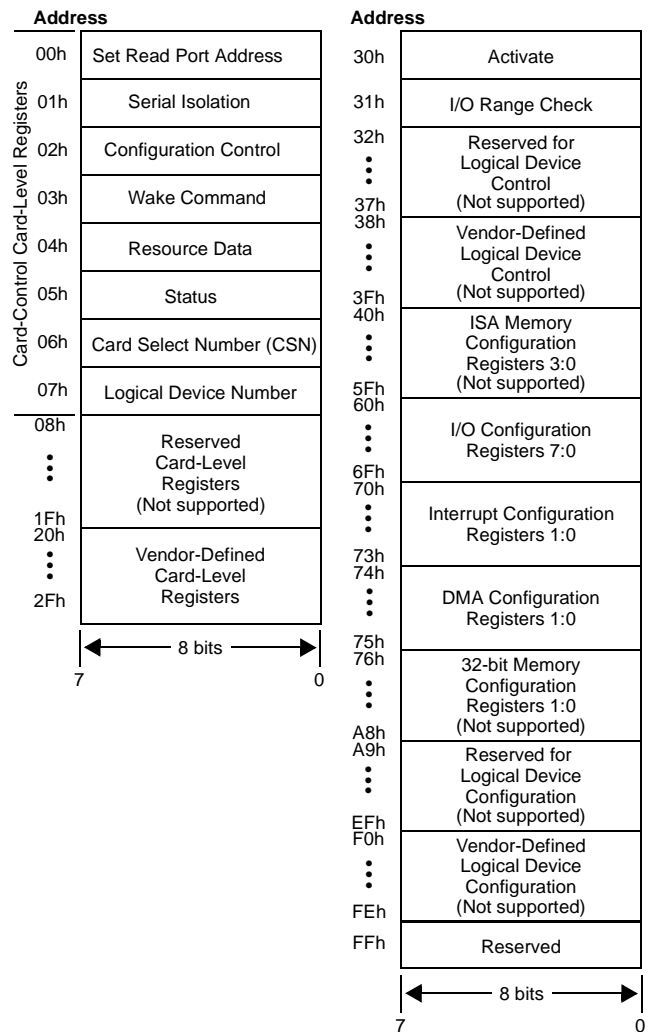 Address
Card-Control Card-Level Registers
00h
Set Read Port Address
01h
Serial Isolation
02h
Configuration Control
03h
Wake Command
04h
Resource Data
05h
Status
06h
Card Select Number (CSN)
07h
Logical Device Number
08h
1Fh
Reserved
Card-Level
Registers
(Not supported)
20h
2Fh
Vendor-Defined
Card-Level
Registers
8 bits
7
0
Address
30h
Activate
31h
I/O Range Check
32h
37h
Reserved for
Logical Device
Control
(Not supported)
38h
3Fh
Vendor-Defined
Logical Device
Control
(Not supported)
40h
5Fh
ISA Memory
Configuration
Registers 3:0
(Not supported)
60h
6Fh
I/O Configuration
Registers 7:0
70h
73h
Interrupt Configuration
Registers 1:0
74h
75h
DMA Configuration
Registers 1:0
76h
A8h
32-bit Memory
Configuration
Registers 1:0
(Not supported)
A9h
EFh
Reserved for
Logical Device
Configuration
(Not supported)
F0h
FEh
Vendor-Defined
Logical Device
Configuration
(Not supported)
FFh
Reserved
8 bits
7
0